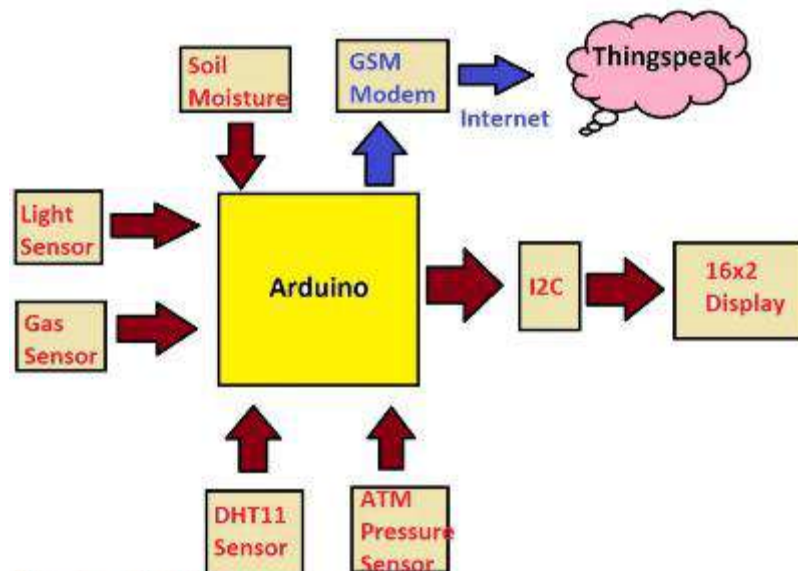 Soil
Moisture
GSM
Modem
Internet
Thingspeak
Light
Sensor
Gas
Sensor
Arduino
I2C
16x2
Display
DHT11
Sensor
ATM
Pressure
Sensor